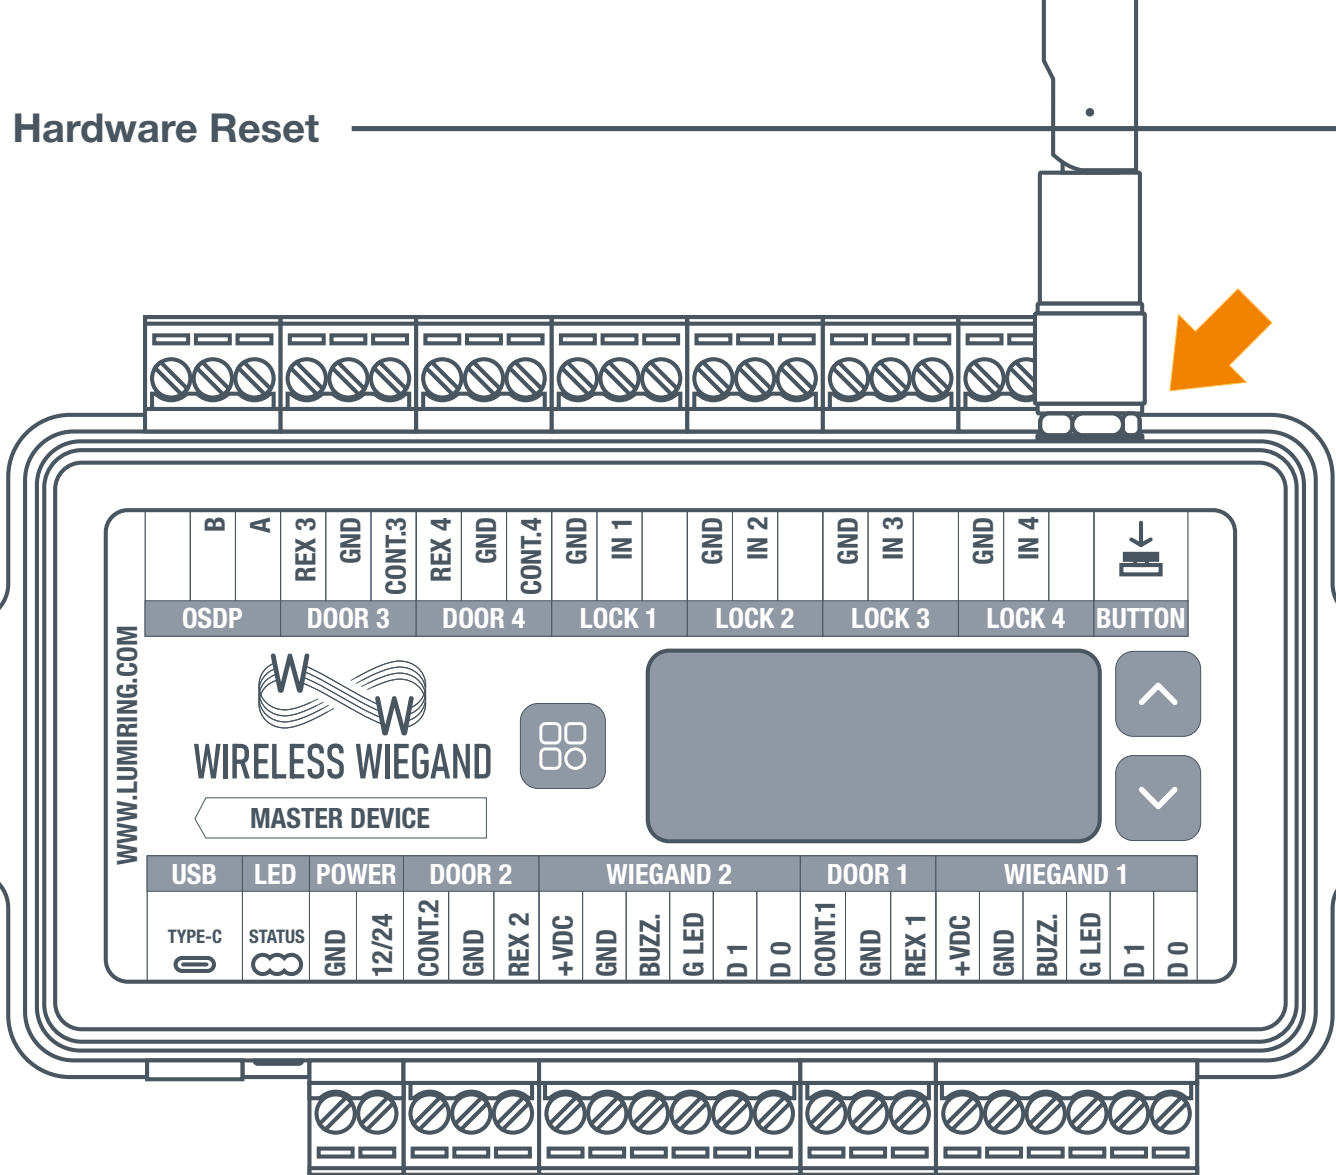 Hardware Reset
B A REX 3 GND CONT.3 REX 4 GND CONT.4 GND IN 1 GND IN 2 GND IN 3 GND IN 4
OSDP DOOR 3 DOOR 4 LOCK 1 LOCK 2 LOCK 3 LOCK 4 BUTTON
WWW.LUMIRING.COM
W
W
WIRELESS WIEGAND
MASTER DEVICE
USB LED POWER DOOR 2 WIEGAND 2 DOOR 1 WIEGAND 1
TYPE-C STATUS GND 12/24 CONT.2 GND REX 2 +VDC GND BUZZ. G LED D 1 D 0 CONT.1 GND REX 1 +VDC GND BUZZ. G LED D 1 D 0